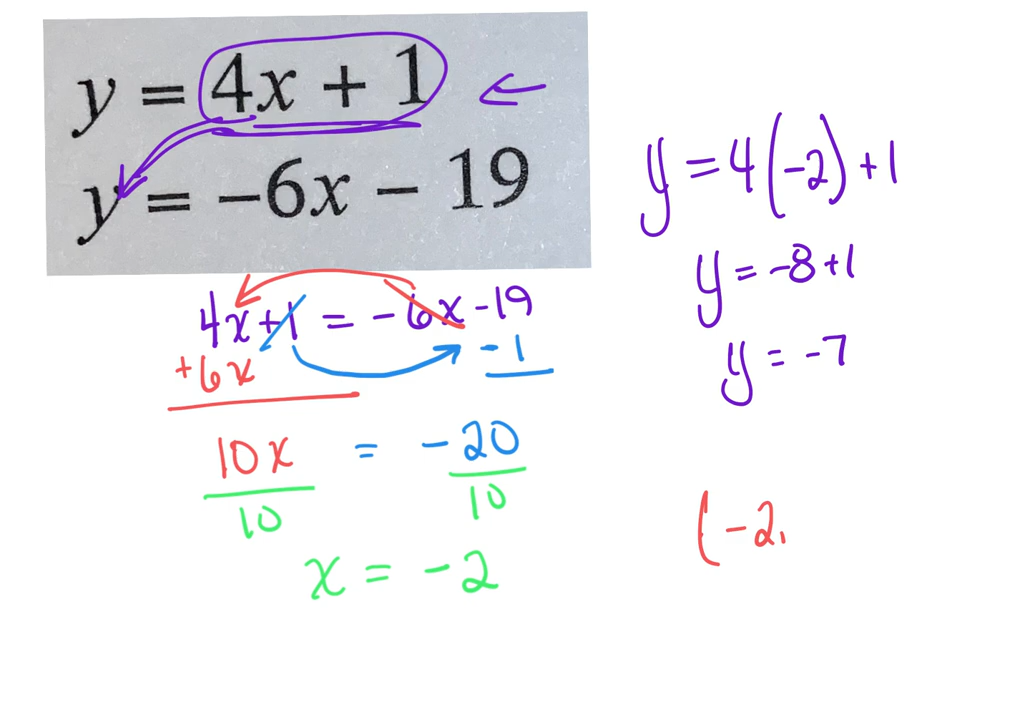 y = 4x + 1
y = −6x − 19
4x+1 = -6x-19
+6x -1
10x = -20
10 10
x = -2
y = 4(-2)+1
y = -8+1
y = -7
(-2,